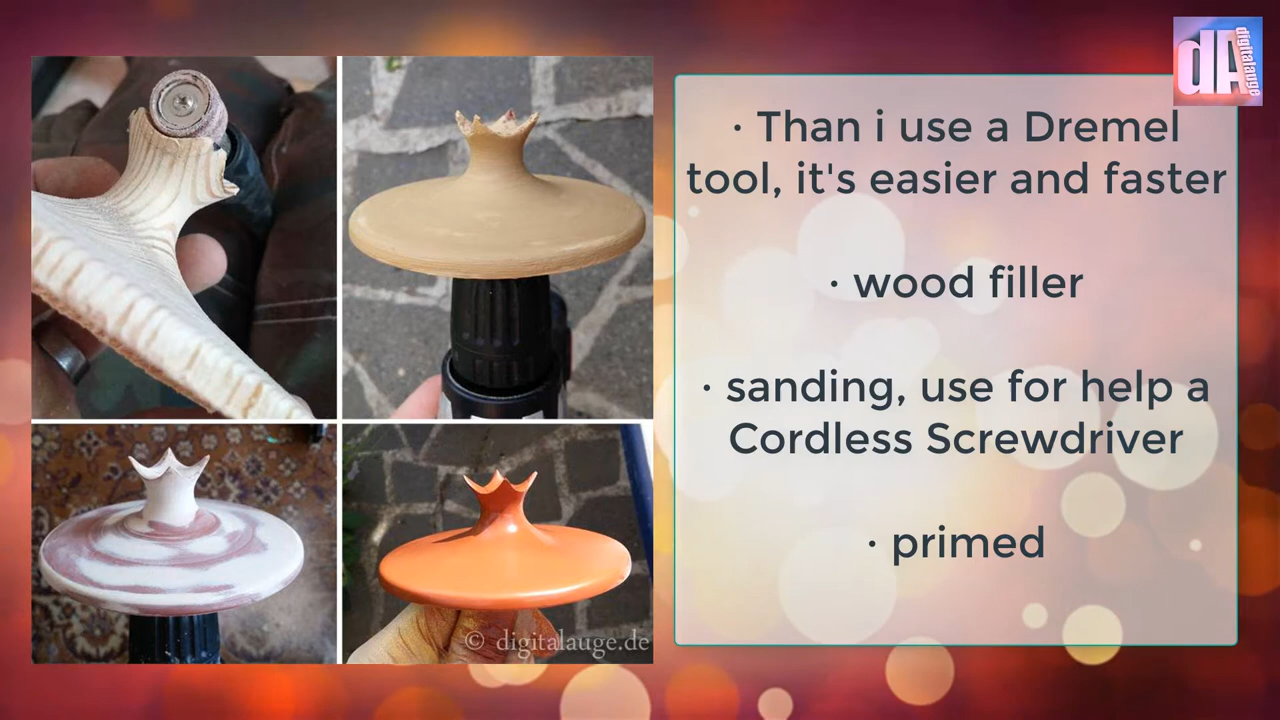 dA
digitalauge
· Than i use a Dremel
tool, it's easier and faster
· wood filler
· sanding, use for help a
Cordless Screwdriver
· primed
© digitalauge.de